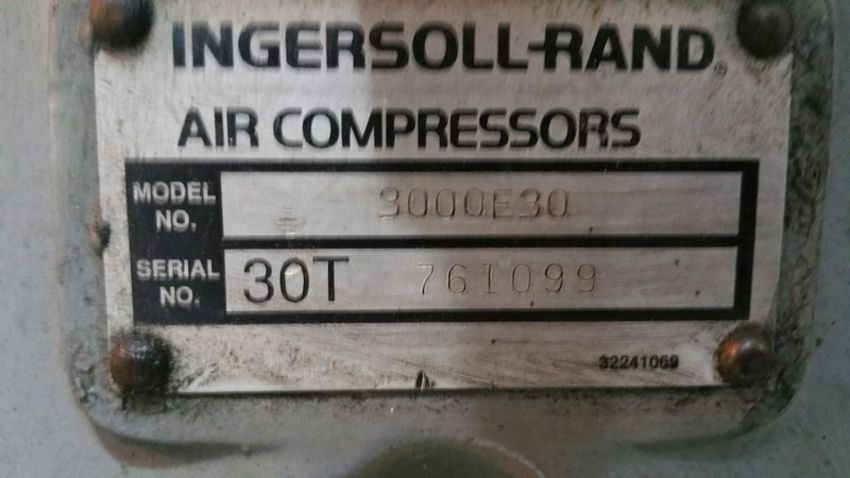 INGERSOLL-RAND®
AIR COMPRESSORS
MODEL NO. 3000E30
SERIAL NO. 30T 761099
32241069